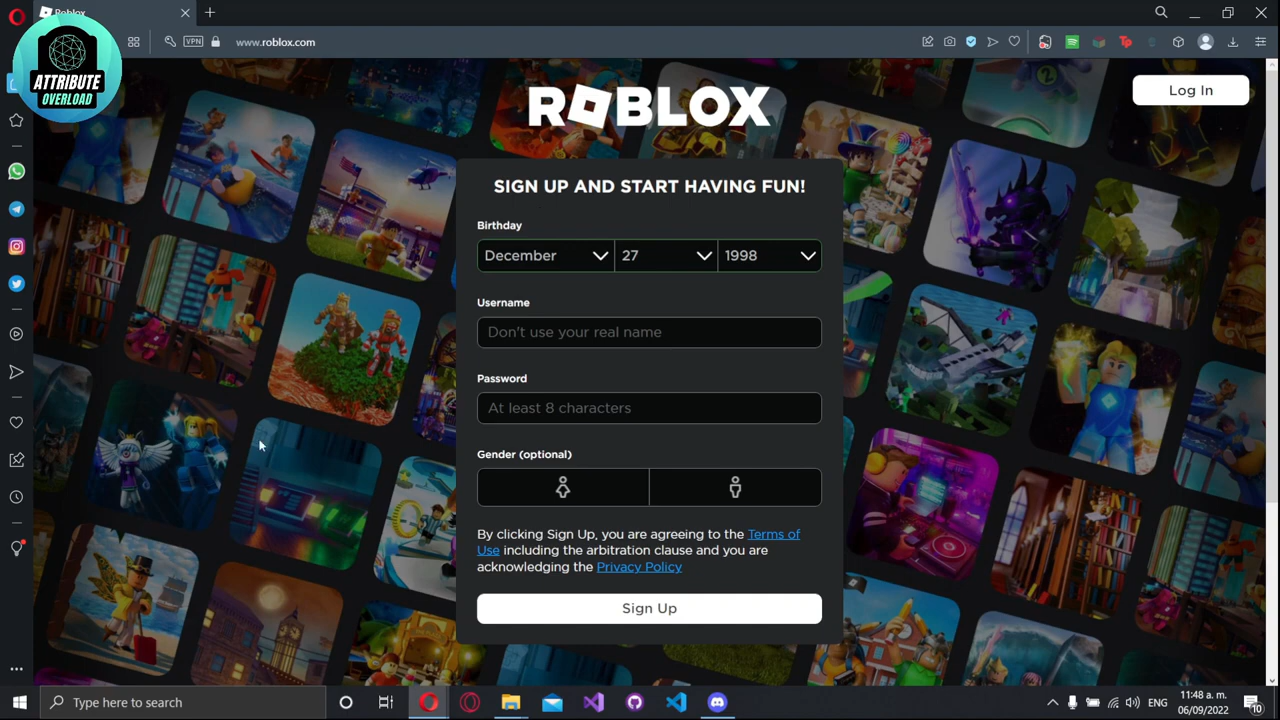 Roblox
VPN
www.roblox.com
ATTRIBUTE
OVERLOAD
ROBLOX
Log In
SIGN UP AND START HAVING FUN!
Birthday
December
27
1998
Username
Don't use your real name
Password
At least 8 characters
Gender (optional)
By clicking Sign Up, you are agreeing to the Terms of
Use including the arbitration clause and you are
acknowledging the Privacy Policy
Sign Up
Type here to search
ENG
11:48 a. m.
06/09/2022
10